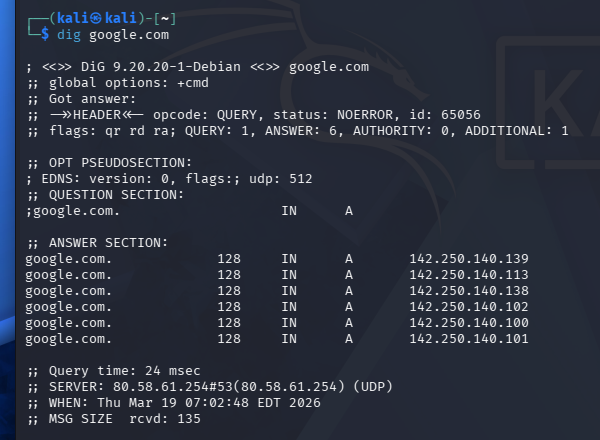 ┌──(kali㉿kali)-[~]
└─$ dig google.com

; <<>> DiG 9.20.20-1-Debian <<>> google.com
;; global options: +cmd
;; Got answer:
;; ->>HEADER<<- opcode: QUERY, status: NOERROR, id: 65056
;; flags: qr rd ra; QUERY: 1, ANSWER: 6, AUTHORITY: 0, ADDITIONAL: 1

;; OPT PSEUDOSECTION:
; EDNS: version: 0, flags:; udp: 512
;; QUESTION SECTION:
;google.com. IN A

;; ANSWER SECTION:
google.com. 128 IN A 142.250.140.139
google.com. 128 IN A 142.250.140.113
google.com. 128 IN A 142.250.140.138
google.com. 128 IN A 142.250.140.102
google.com. 128 IN A 142.250.140.100
google.com. 128 IN A 142.250.140.101

;; Query time: 24 msec
;; SERVER: 80.58.61.254#53(80.58.61.254) (UDP)
;; WHEN: Thu Mar 19 07:02:48 EDT 2026
;; MSG SIZE rcvd: 135